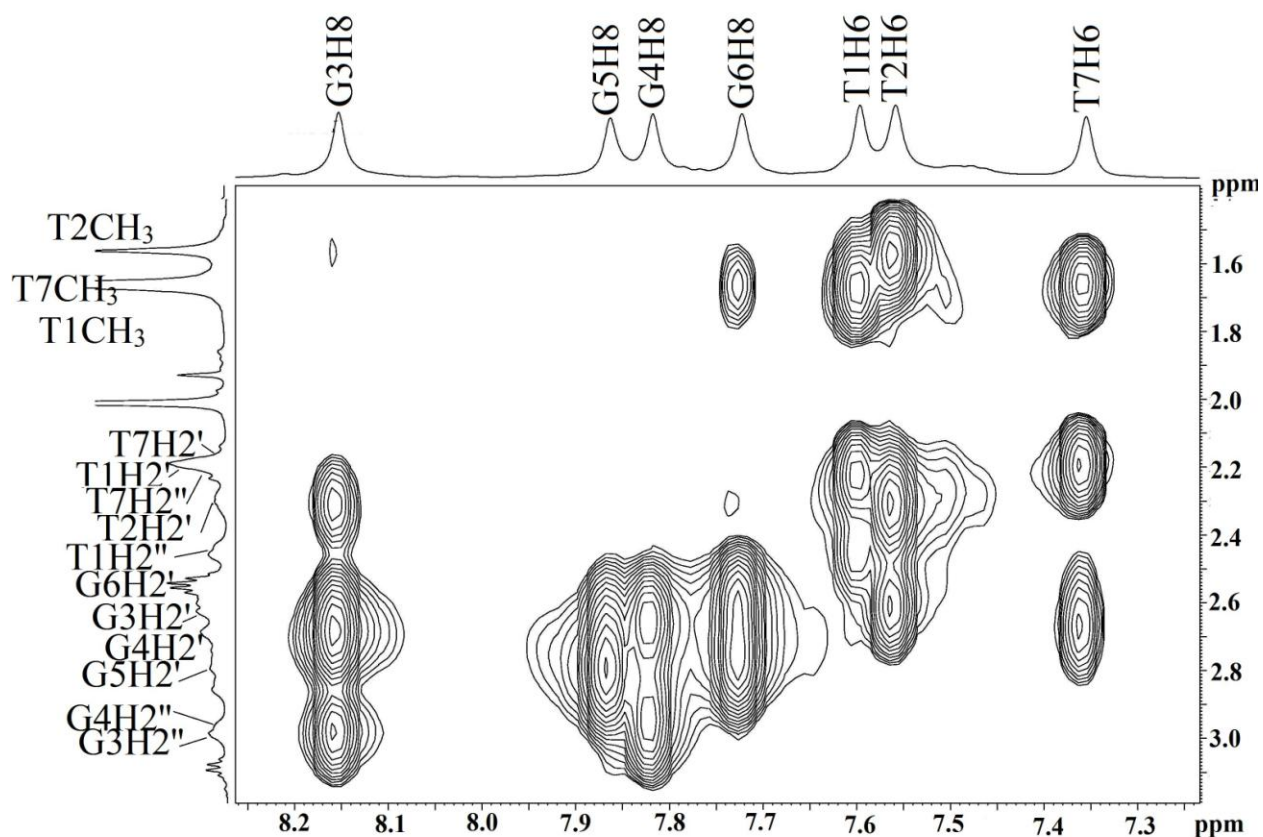 G3H8
G5H8
G4H8
G6H8
T1H6
T2H6
T7H6
ppm
T2CH3
T7CH3
T1CH3
1.6
1.8
2.0
2.2
2.4
2.6
2.8
3.0
T7H2'
T1H2'
T7H2"
T2H2'
T1H2"
G6H2'
G3H2'
G4H2'
G5H2'
G4H2"
G3H2"
8.2 8.1 8.0 7.9 7.8 7.7 7.6 7.5 7.4 7.3 ppm